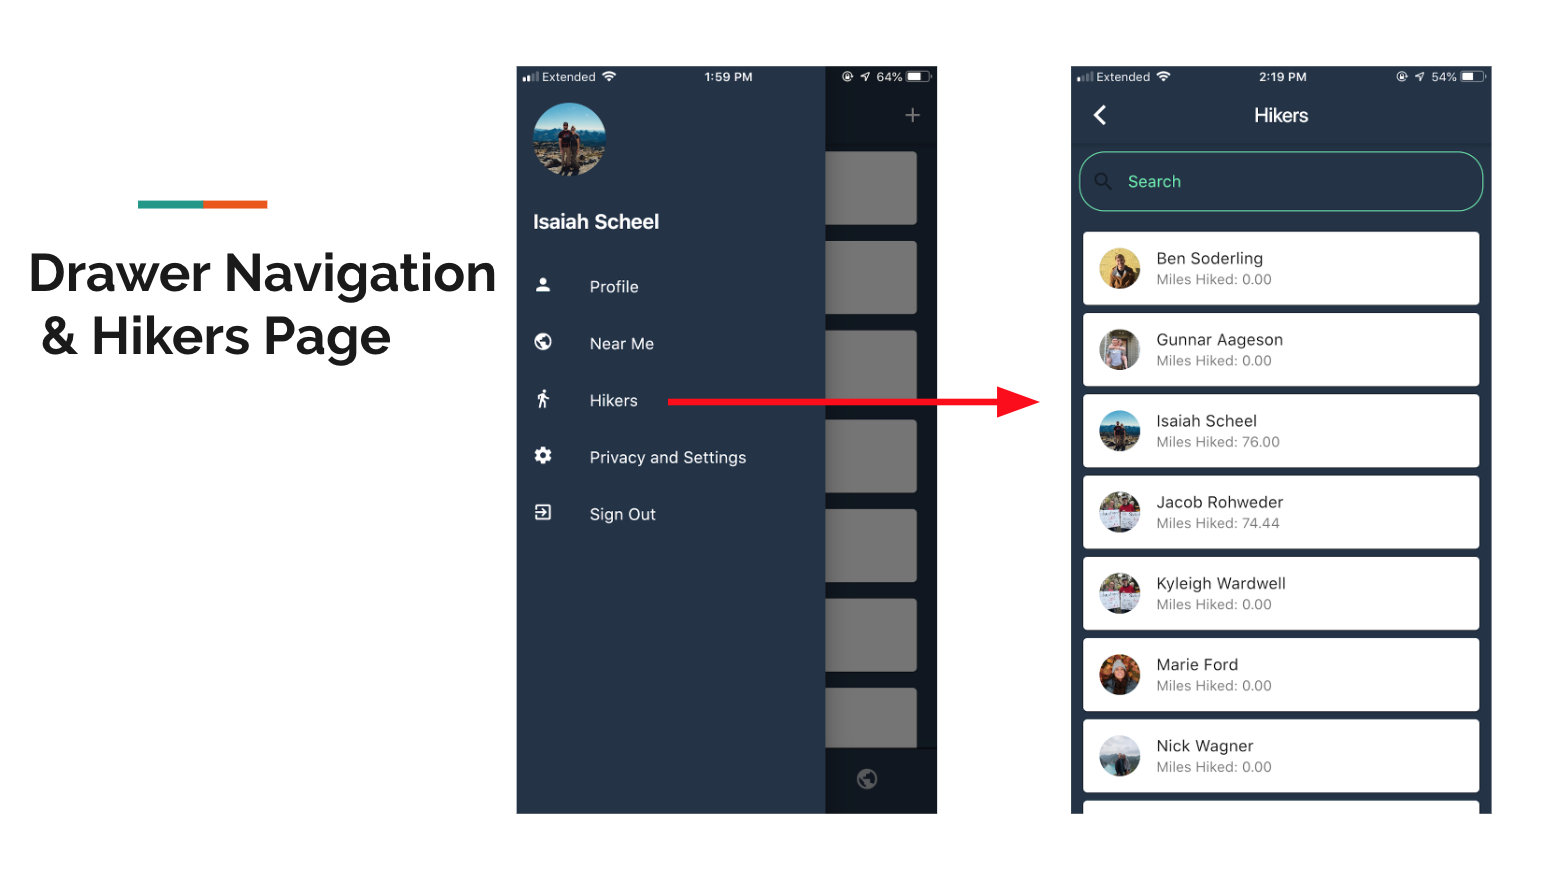 Drawer Navigation
& Hikers Page
Extended
1:59 PM
64%
Isaiah Scheel
Profile
Near Me
Hikers
Privacy and Settings
Sign Out
Extended
2:19 PM
54%
Hikers
Search
Ben Soderling
Miles Hiked: 0.00
Gunnar Aageson
Miles Hiked: 0.00
Isaiah Scheel
Miles Hiked: 76.00
Jacob Rohweder
Miles Hiked: 74.44
Kyleigh Wardwell
Miles Hiked: 0.00
Marie Ford
Miles Hiked: 0.00
Nick Wagner
Miles Hiked: 0.00